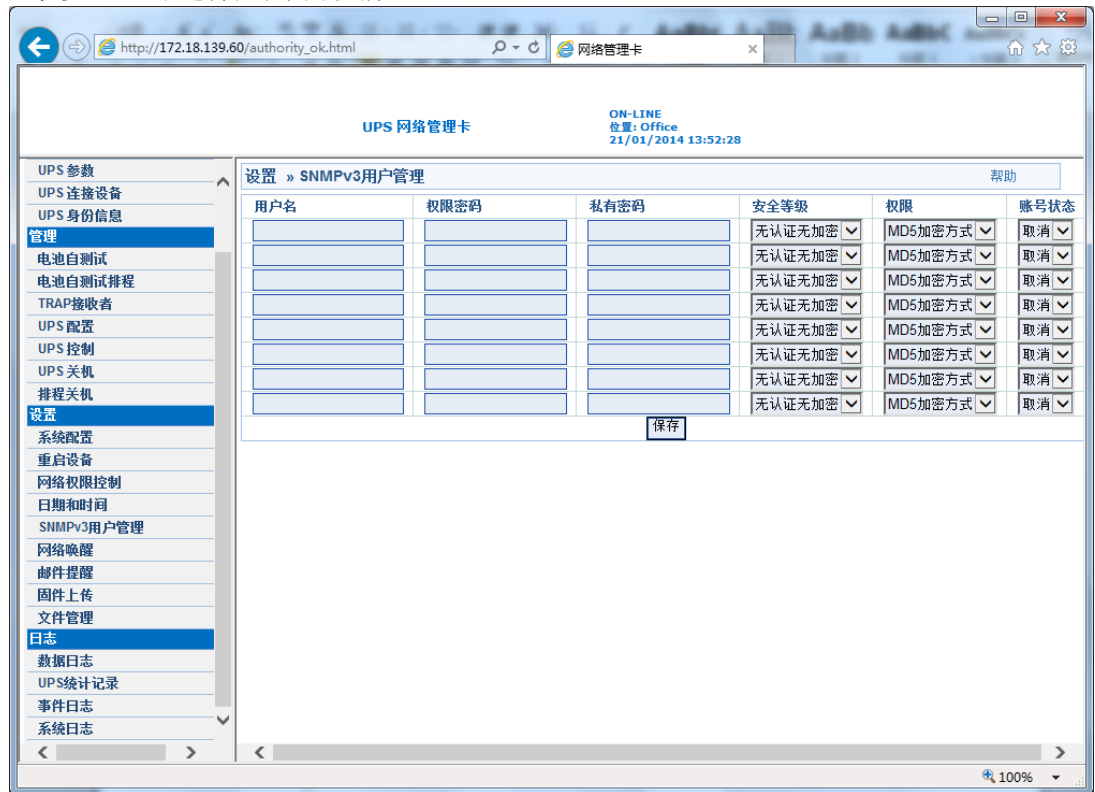 http://172.18.139.60/authority_ok.html
网络管理卡
UPS 网络管理卡
ON-LINE
位置: Office
21/01/2014 13:52:28
UPS 参数
UPS 连接设备
UPS 身份信息
管理
电池自测试
电池自测试排程
TRAP接收者
UPS 配置
UPS 控制
UPS 关机
排程关机
设置
系统配置
重启设备
网络权限控制
日期和时间
SNMPv3用户管理
网络唤醒
邮件提醒
固件上传
文件管理
日志
数据日志
UPS统计记录
事件日志
系统日志
设置 » SNMPv3用户管理 帮助
用户名 权限密码 私有密码 安全等级 权限 账号状态
无认证无加密 MD5加密方式 取消
无认证无加密 MD5加密方式 取消
无认证无加密 MD5加密方式 取消
无认证无加密 MD5加密方式 取消
无认证无加密 MD5加密方式 取消
无认证无加密 MD5加密方式 取消
无认证无加密 MD5加密方式 取消
无认证无加密 MD5加密方式 取消
保存
100%